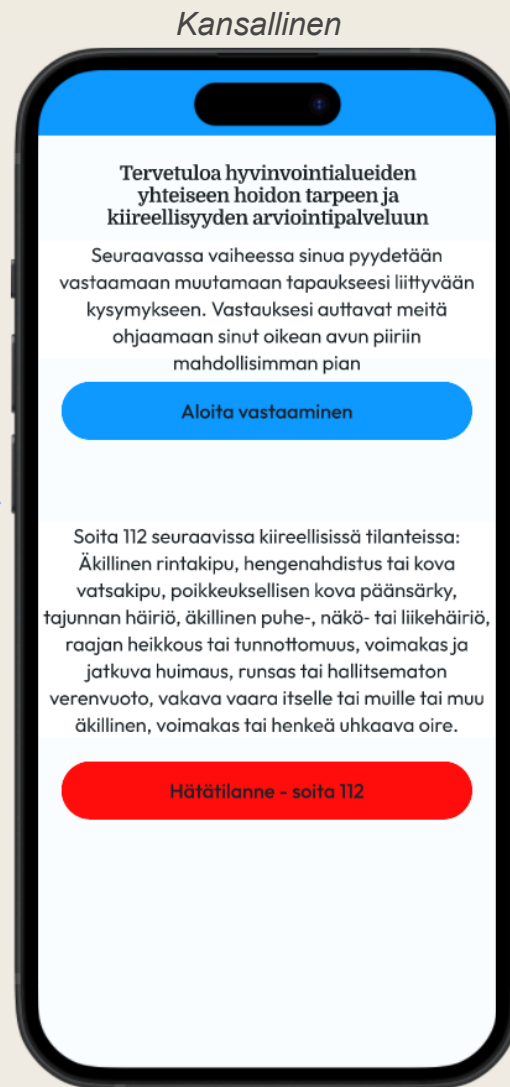 Kansallinen
Tervetuloa hyvinvointialueiden
yhteiseen hoidon tarpeen ja
kiireellisyyden arviointipalveluun
Seuraavassa vaiheessa sinua pyydetään
vastaamaan muutamaan tapaukseesi liittyvään
kysymykseen. Vastauksesi auttavat meitä
ohjaamaan sinut oikean avun piiriin
mahdollisimman pian
Aloita vastaaminen
Soita 112 seuraavissa kiireellisissä tilanteissa:
Äkillinen rintakipu, hengenahdistus tai kova
vatsakipu, poikkeuksellisen kova päänsärky,
tajunnan häiriö, äkillinen puhe-, näkö- tai liikehäiriö,
raajan heikkous tai tunnottomuus, voimakas ja
jatkuva huimaus, runsas tai hallitsematon
verenvuoto, vakava vaara itselle tai muille tai muu
äkillinen, voimakas tai henkeä uhkaava oire.
Hätätilanne - soita 112